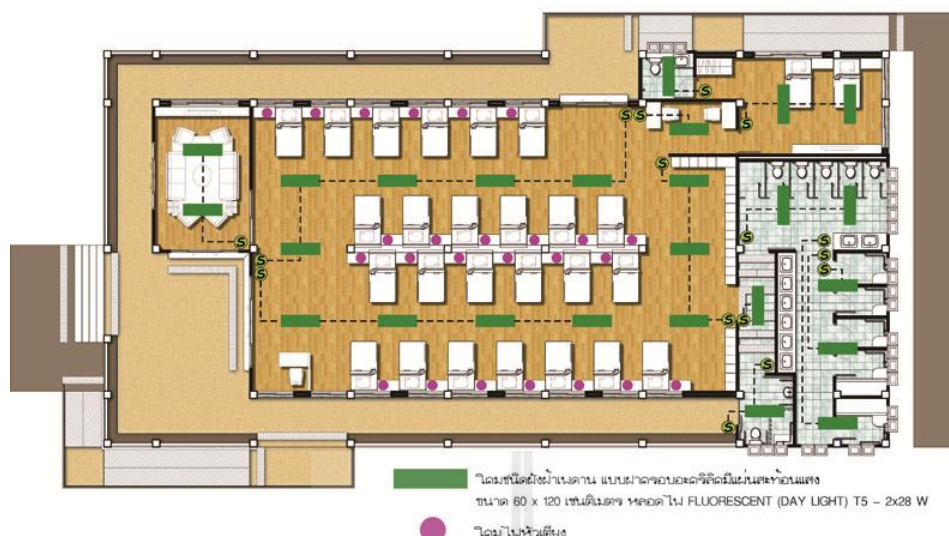 โคมชนิดฝังฝ้าเพดาน แบบฝาครอบอะคริลิคมีแผ่นสะท้อนแสง
ขนาด 60 x 120 เซนติเมตร หลอดไฟ FLUORESCENT (DAY LIGHT) T5 - 2x28 W
โคมไฟหัวเตียง